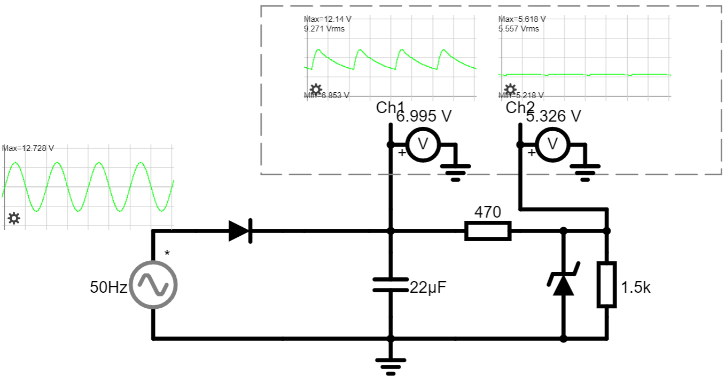 Max=12.14 V
9.271 Vrms
Min=6.953 V
Max=5.618 V
5.557 Vrms
Min=5.218 V
Ch1
6.995 V
V
+
Ch2
5.326 V
V
+
Max=12.728 V
470
*
50Hz
22μF
1.5k